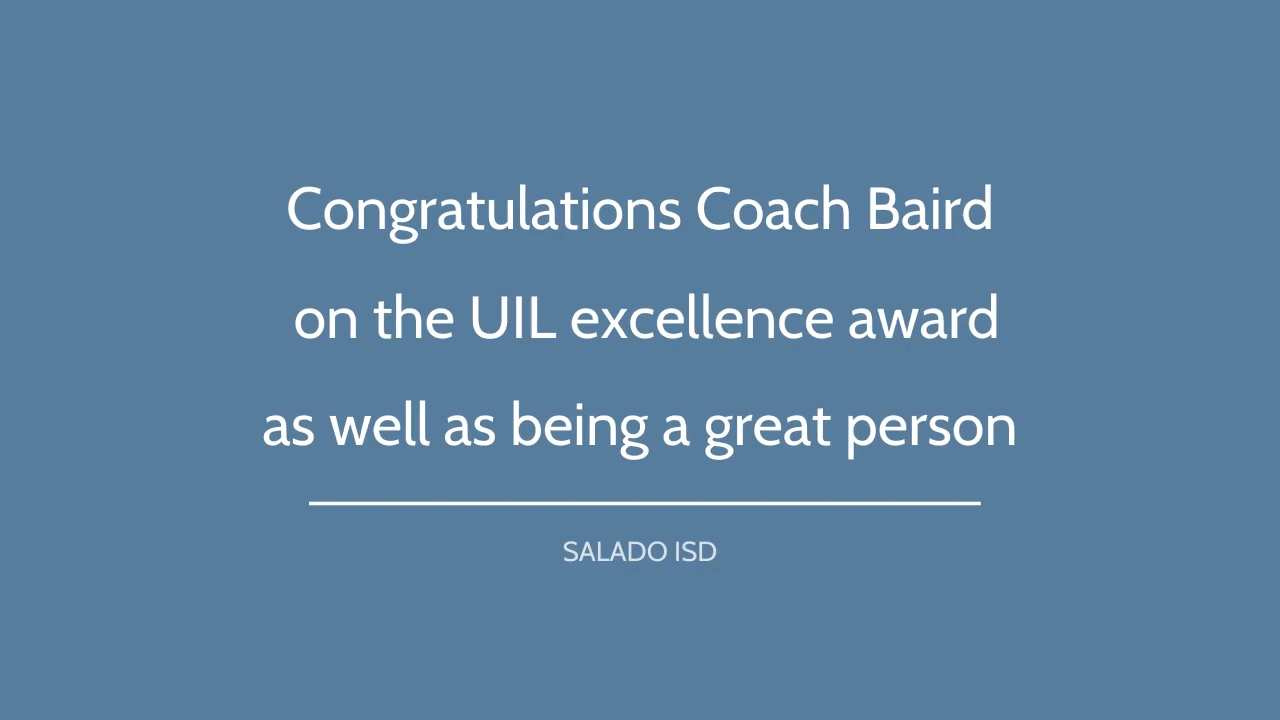 Congratulations Coach Baird
on the UIL excellence award
as well as being a great person
SALADO ISD